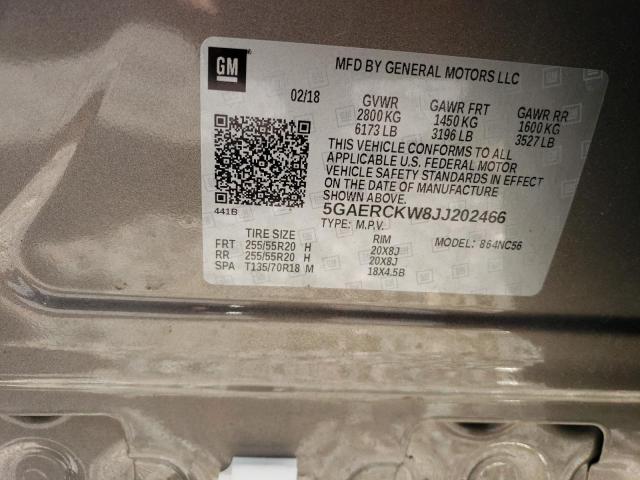 GM
MFD BY GENERAL MOTORS LLC
02/18 GVWR GAWR FRT GAWR RR
2800 KG 1450 KG 1600 KG
6173 LB 3196 LB 3527 LB
THIS VEHICLE CONFORMS TO ALL
APPLICABLE U.S. FEDERAL MOTOR
VEHICLE SAFETY STANDARDS IN EFFECT
ON THE DATE OF MANUFACTURE
SHOWN ABOVE.
441B 5GAERCKW8JJ202466
TYPE: M.P.V.
TIRE SIZE RIM MODEL: 864NC56
FRT 255/55R20 H 20X8J
RR 255/55R20 H 20X8J
SPA T135/70R18 M 18X4.5B